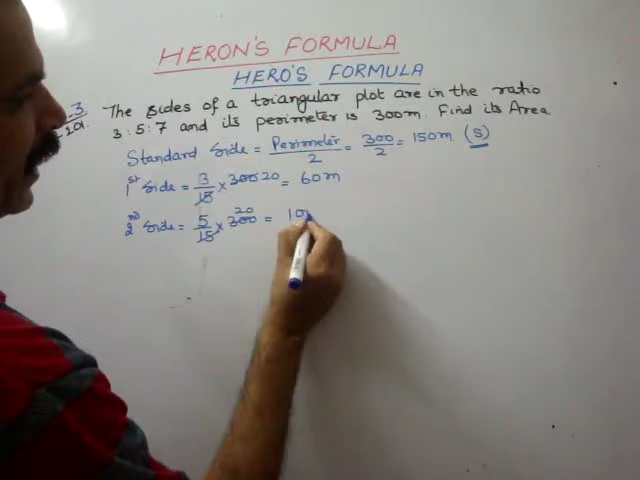 HERON'S FORMULA
HERO'S FORMULA
The sides of a triangular plot are in the ratio
3:5:7 and its perimeter is 300m. Find its Area
Standard Side = Perimeter/2 = 300/2 = 150m (S)
1st Side = 3/15 × 300 20 = 60m
2nd Side = 5/15 × 300 20 = 10